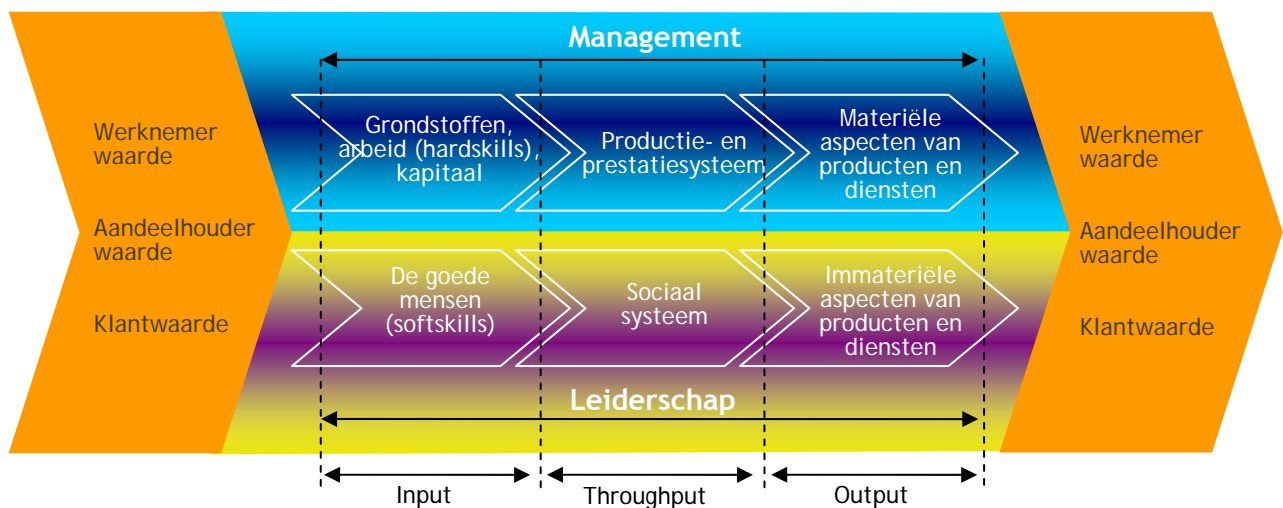 Management
Werknemer
waarde
Aandeelhouder
waarde
Klantwaarde
Grondstoffen,
arbeid (hardskills),
kapitaal
Productie- en
prestatiesysteem
Materiële
aspecten van
producten en
diensten
De goede
mensen
(softskills)
Sociaal
systeem
Immateriële
aspecten van
producten en
diensten
Werknemer
waarde
Aandeelhouder
waarde
Klantwaarde
Leiderschap
Input
Throughput
Output